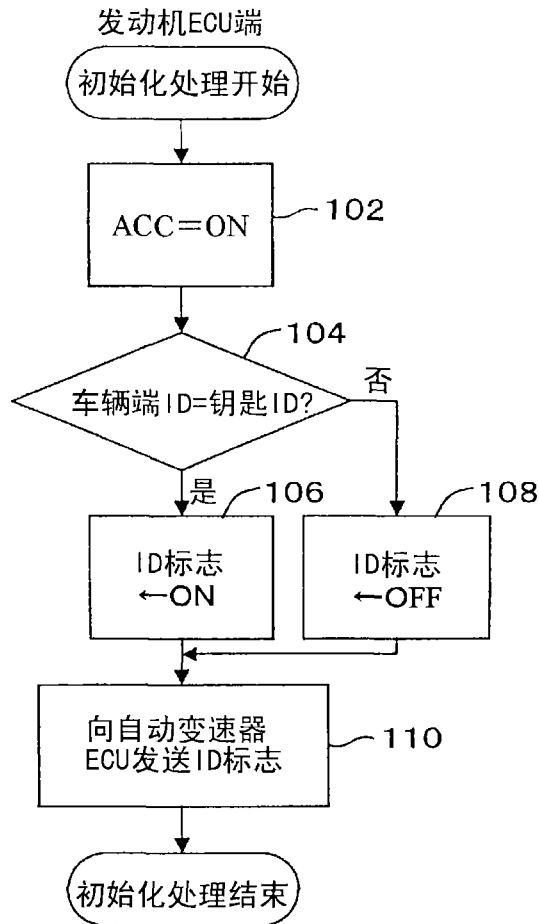 发动机ECU端
初始化处理开始
ACC=ON
102
104
车辆端ID=钥匙ID?
否
是
106
108
ID标志
←ON
ID标志
←OFF
向自动变速器
ECU发送ID标志
110
初始化处理结束